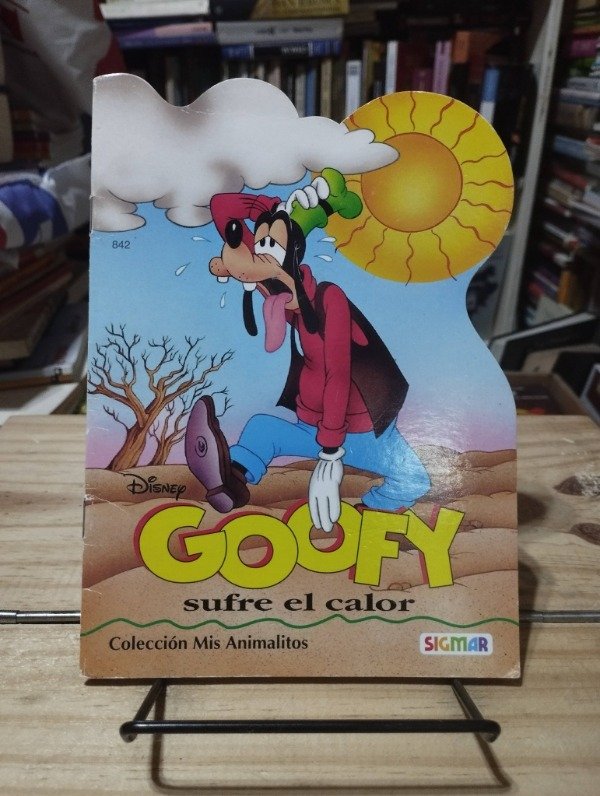 842
Disney
GOOFY
sufre el calor
Colección Mis Animalitos
SIGMAR